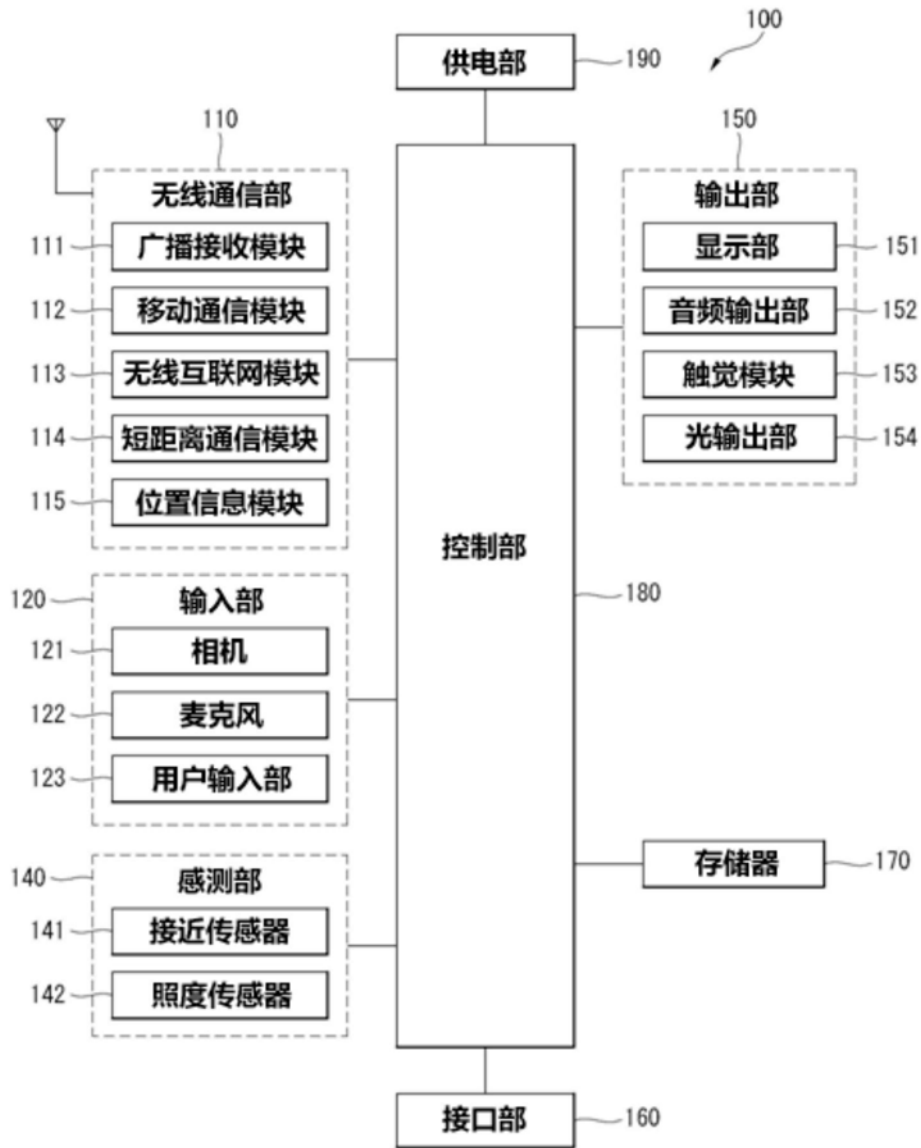 100
供电部 190
110
无线通信部
111 广播接收模块
112 移动通信模块
113 无线互联网模块
114 短距离通信模块
115 位置信息模块
120 输入部
121 相机
122 麦克风
123 用户输入部
140 感测部
141 接近传感器
142 照度传感器
控制部 180
150
输出部
显示部 151
音频输出部 152
触觉模块 153
光输出部 154
存储器 170
接口部 160